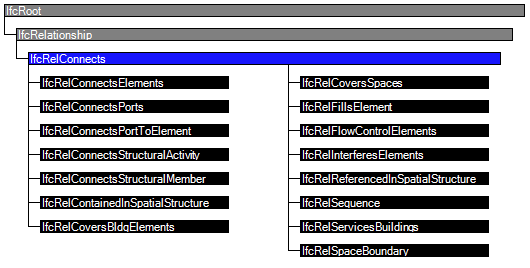 IfcRoot
IfcRelationship
IfcRelConnects
IfcRelConnectsElements
IfcRelConnectsPorts
IfcRelConnectsPortToElement
IfcRelConnectsStructuralActivity
IfcRelConnectsStructuralMember
IfcRelContainedInSpatialStructure
IfcRelCoversBldgElements
IfcRelCoversSpaces
IfcRelFillsElement
IfcRelFlowControlElements
IfcRelInterferesElements
IfcRelReferencedInSpatialStructure
IfcRelSequence
IfcRelServicesBuildings
IfcRelSpaceBoundary